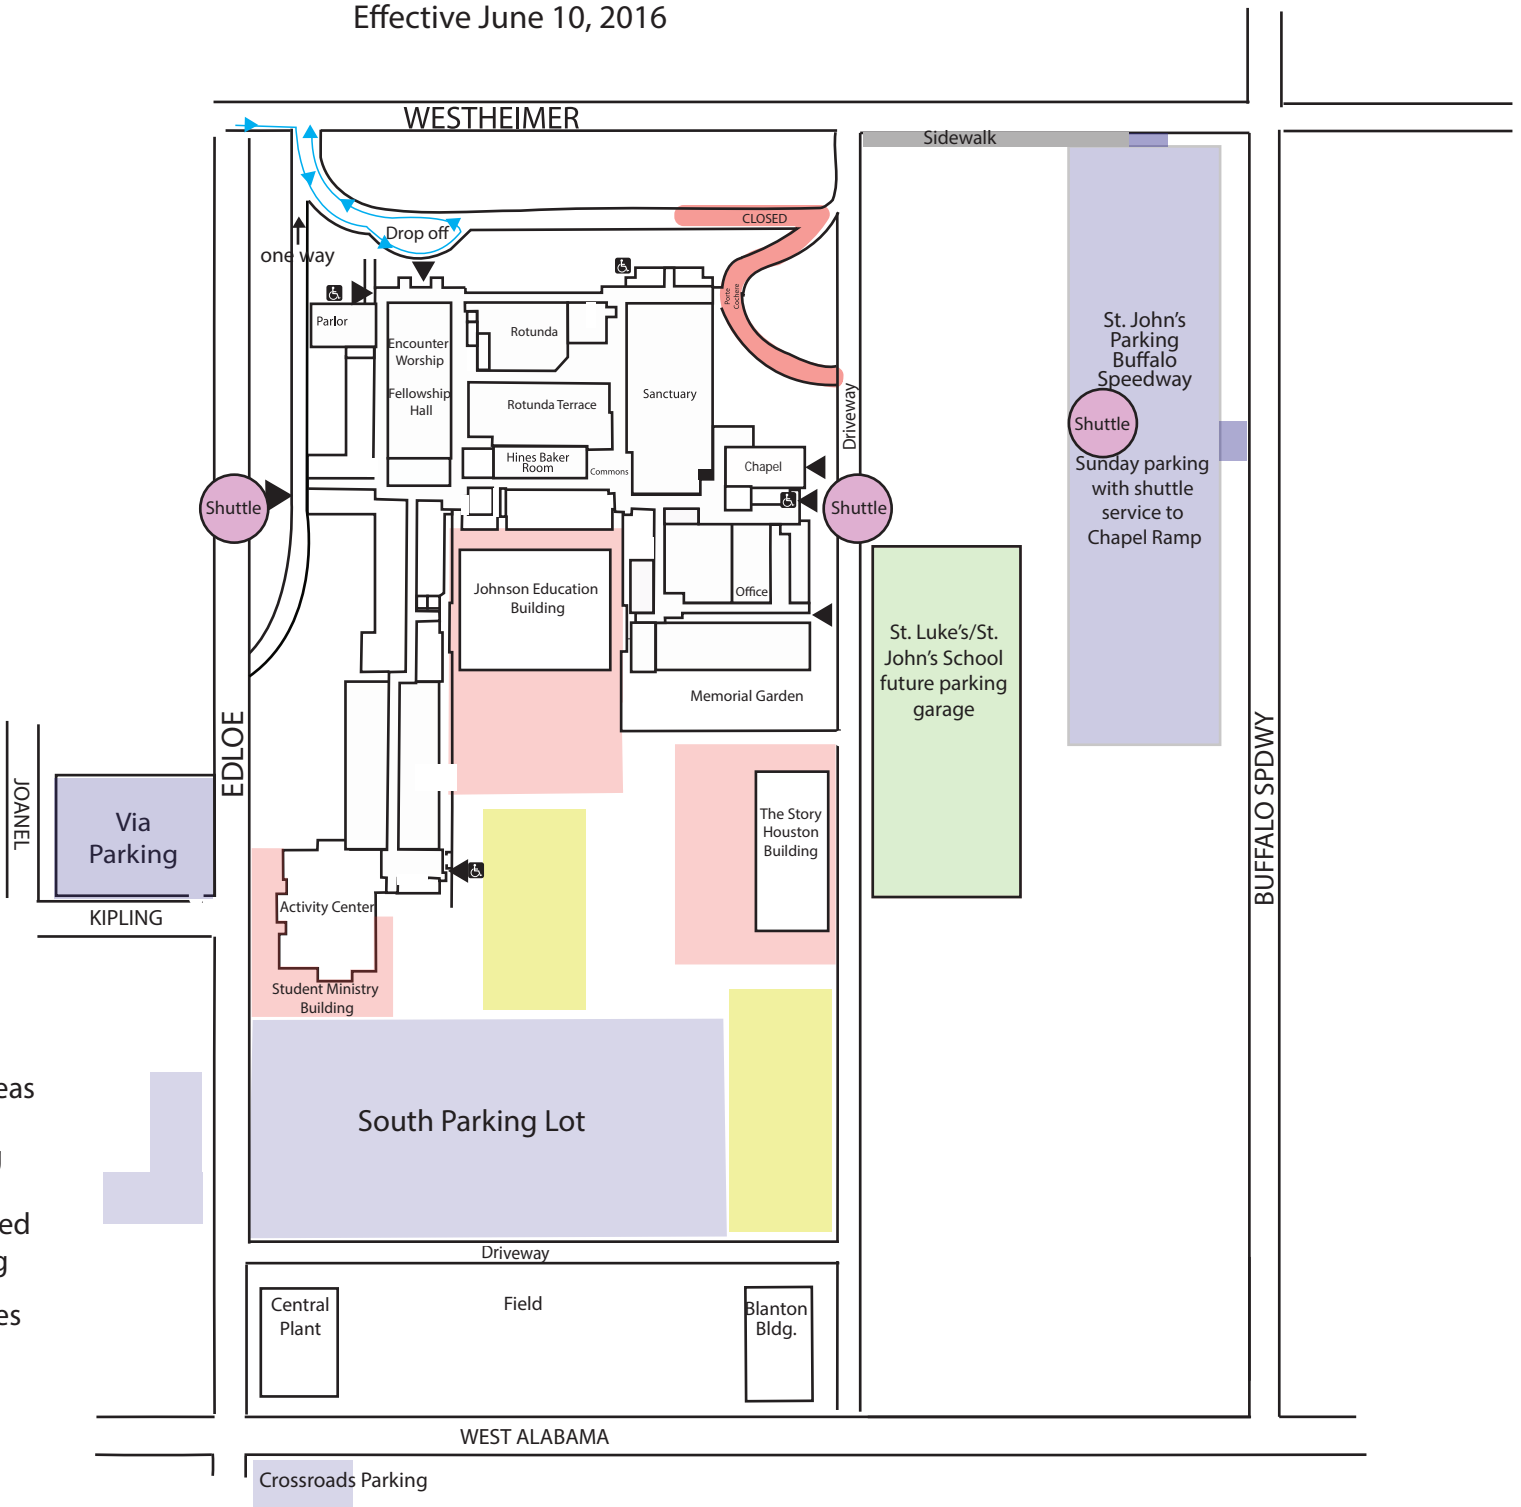 Effective June 10, 2016
WESTHEIMER
Sidewalk
CLOSED
Drop off
one way
Porte
Cochere
Parlor
Rotunda
Encounter
Worship
Fellowship
Hall
Rotunda Terrace
Sanctuary
Driveway
Hines Baker
Room
Commons
Chapel
St. John's
Parking
Buffalo
Speedway
Shuttle
Sunday parking
with shuttle
service to
Chapel Ramp
Shuttle
Shuttle
Johnson Education
Building
Office
St. Luke's/St.
John's School
future parking
garage
Memorial Garden
EDLOE
BUFFALO SPDWY
JOANEL
Via
Parking
The Story
Houston
Building
KIPLING
Activity Center
Student Ministry
Building
eas
g
ed
g
es
South Parking Lot
Driveway
Central
Plant
Field
Blanton
Bldg.
WEST ALABAMA
Crossroads Parking